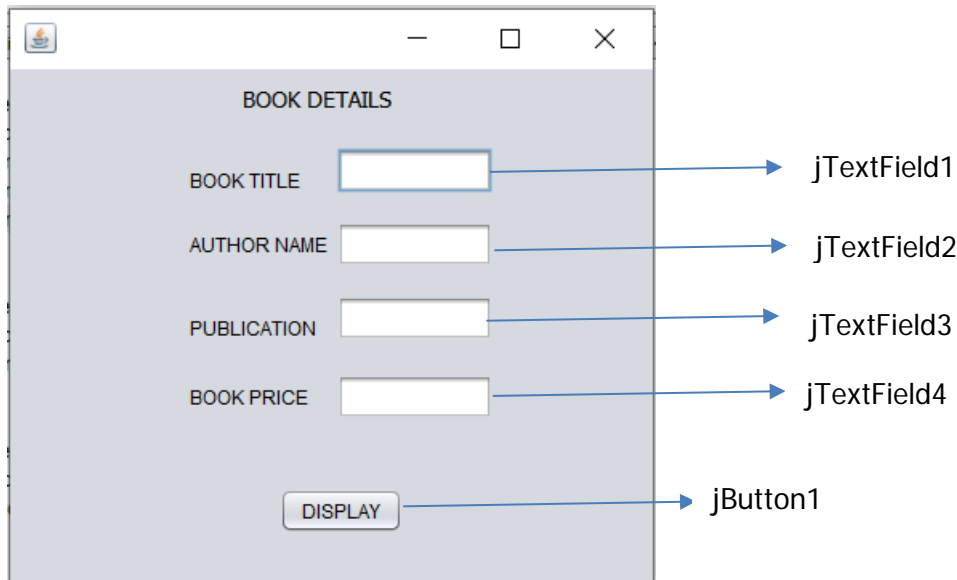 BOOK DETAILS
BOOK TITLE
jTextField1
AUTHOR NAME
jTextField2
PUBLICATION
jTextField3
BOOK PRICE
jTextField4
DISPLAY
jButton1